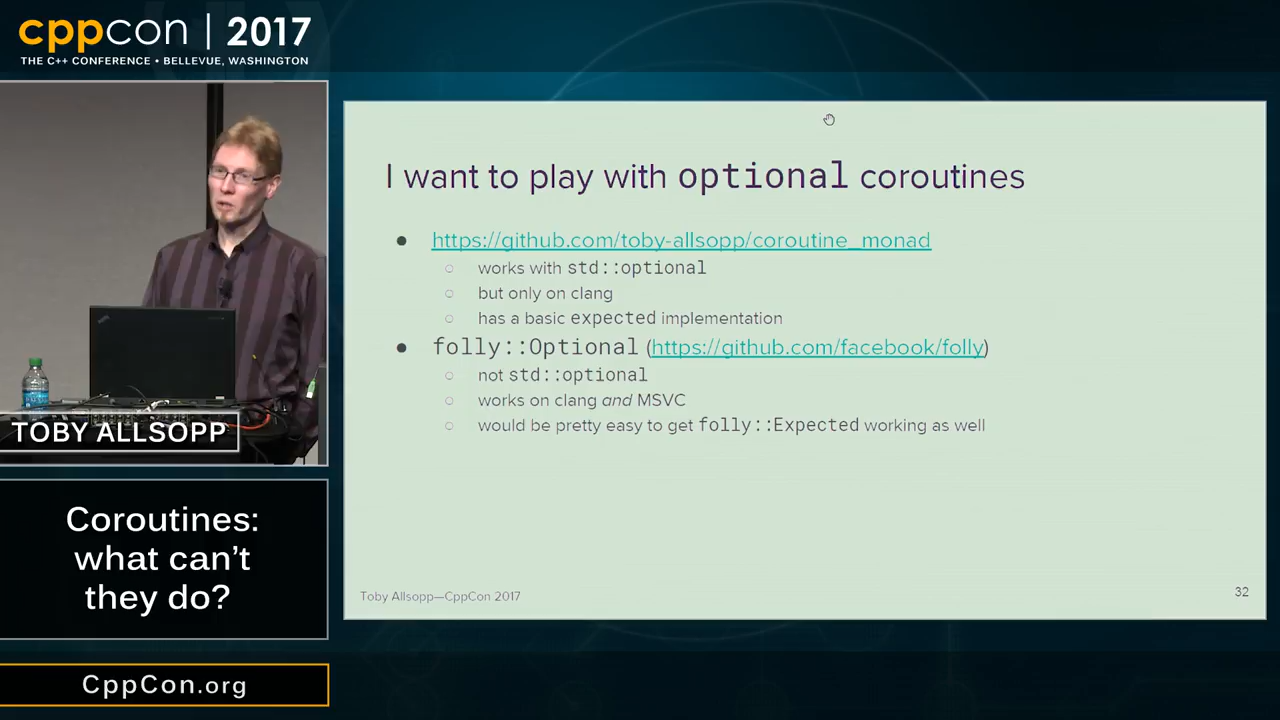 cppcon | 2017
THE C++ CONFERENCE • BELLEVUE, WASHINGTON
I want to play with optional coroutines
● https://github.com/toby-allsopp/coroutine_monad
○ works with std::optional
○ but only on clang
○ has a basic expected implementation
● folly::Optional (https://github.com/facebook/folly)
○ not std::optional
○ works on clang and MSVC
○ would be pretty easy to get folly::Expected working as well
Toby Allsopp—CppCon 2017
32
TOBY ALLSOPP
Coroutines:
what can't
they do?
CppCon.org